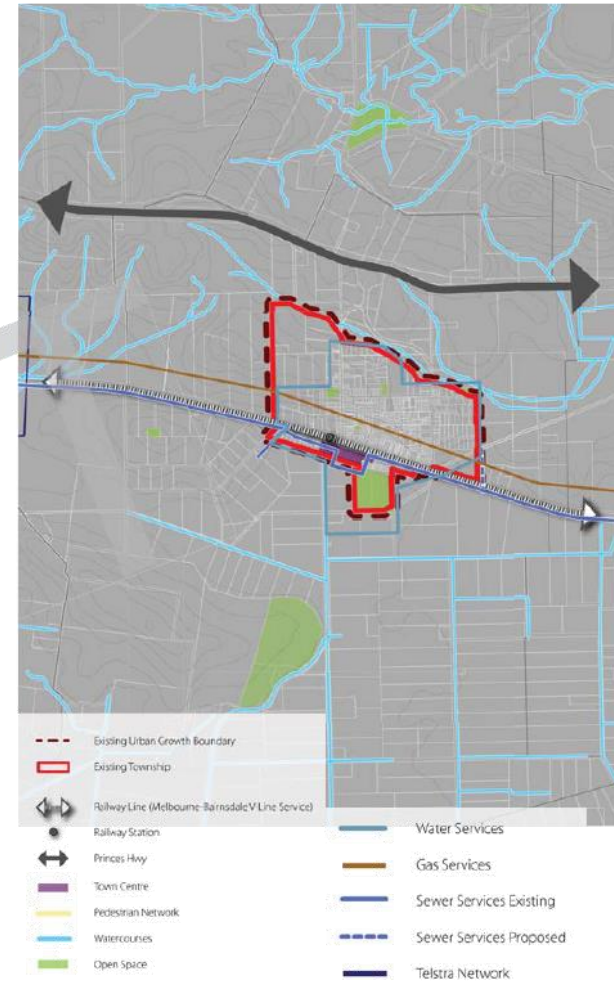 Existing Urban Growth Boundary
Existing Township
Railway Line (Melbourne-Bairnsdale V Line Service)
Railway Station
Princes Hwy
Town Centre
Pedestrian Network
Watercourses
Open Space
Water Services
Gas Services
Sewer Services Existing
Sewer Services Proposed
Telstra Network